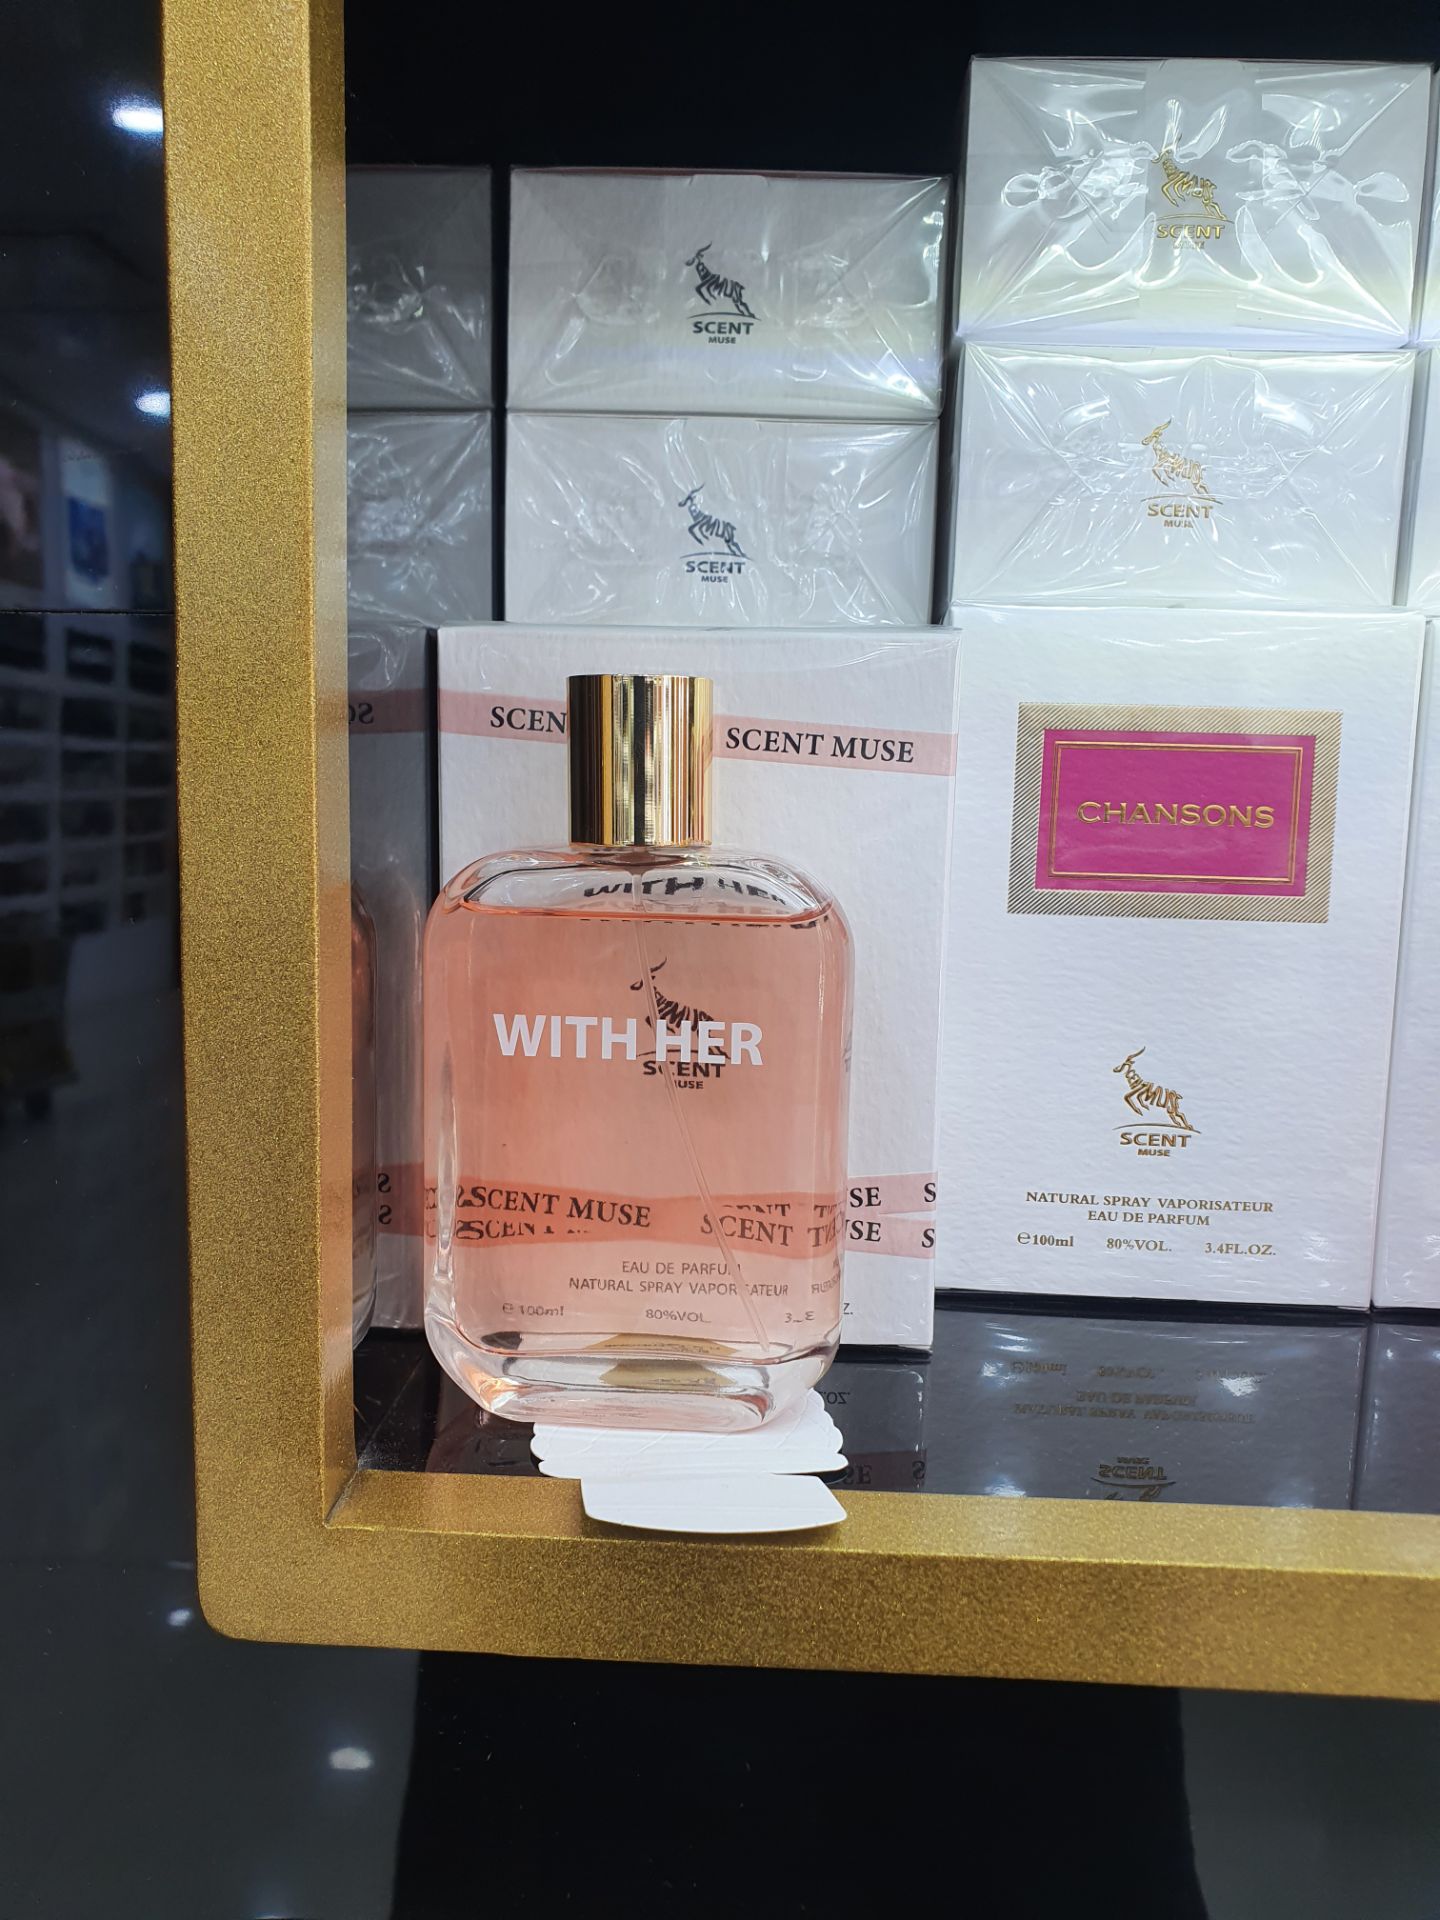 SCENT
MUSE
SCENT
MUSE
SCENT
MUSE
SCENT
MUSE
SCENT MUSE
WITH HER
SCENT
SCENT MUSE
SCENT
EAU DE PARFUM
NATURAL SPRAY VAPORISATEUR
℮ 100ml 80%VOL.
CHANSONS
SCENT
MUSE
NATURAL SPRAY VAPORISATEUR
EAU DE PARFUM
℮100ml 80%VOL. 3.4FL.OZ.